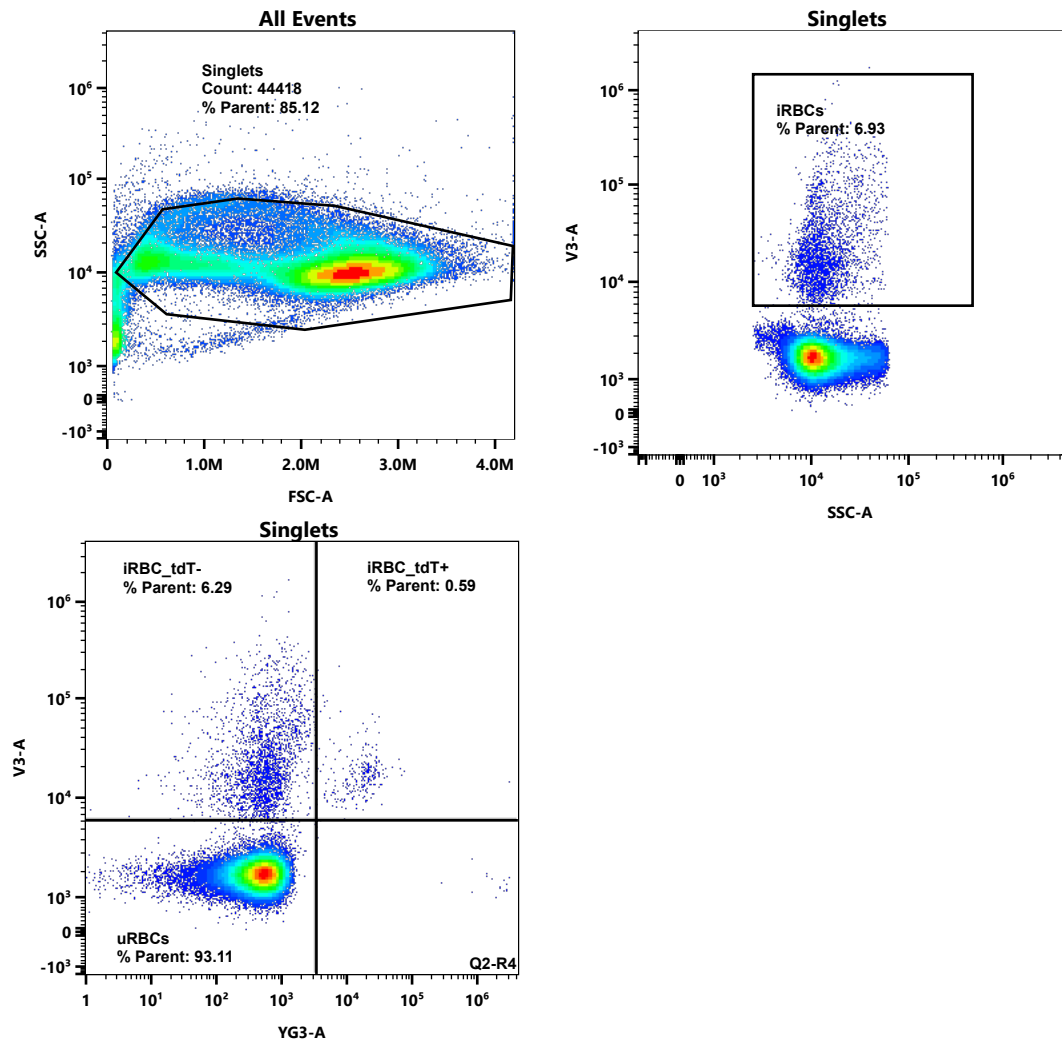 All Events
Singlets
Count: 44418
% Parent: 85.12
10⁶
10⁵
10⁴
10³
0
-10³
SSC-A
0
1.0M
2.0M
3.0M
4.0M
FSC-A
Singlets
iRBCs
% Parent: 6.93
10⁶
10⁵
10⁴
10³
0
-10³
V3-A
0
10³
10⁴
10⁵
10⁶
SSC-A
Singlets
iRBC_tdT-
% Parent: 6.29
iRBC_tdT+
% Parent: 0.59
10⁶
10⁵
10⁴
10³
0
-10³
V3-A
uRBCs
% Parent: 93.11
Q2-R4
1
10¹
10²
10³
10⁴
10⁵
10⁶
YG3-A